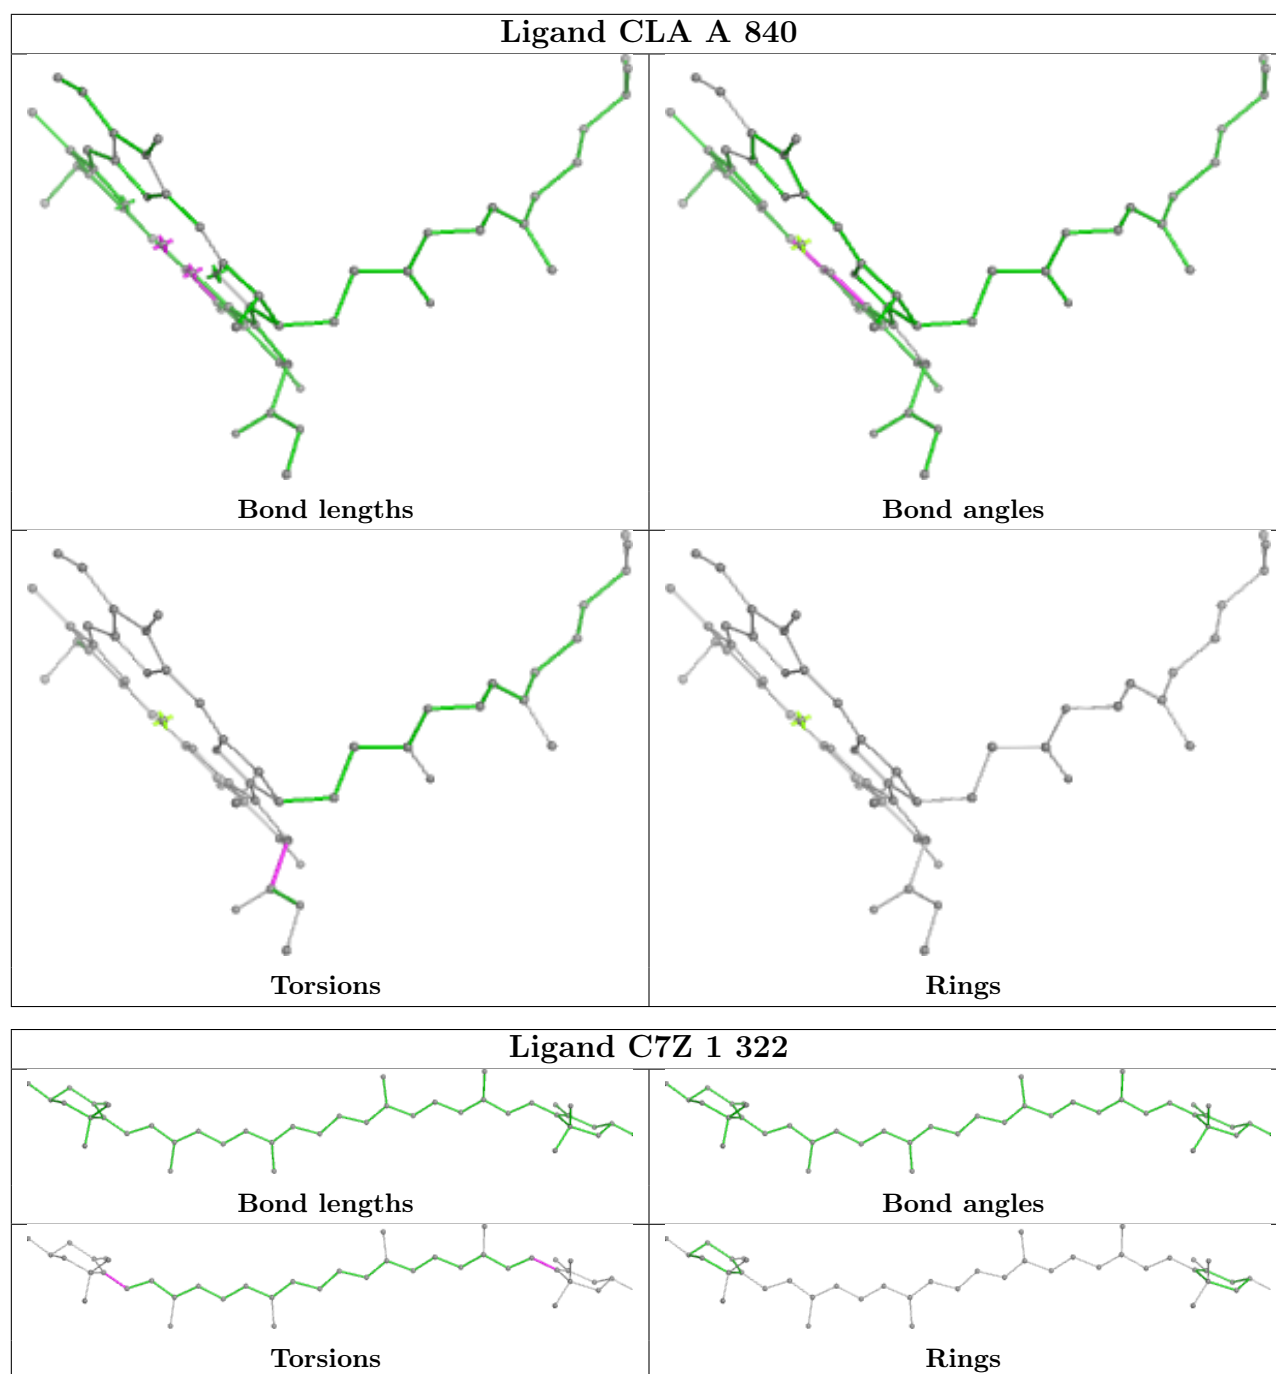 Ligand CLA A 840
Bond lengths
Bond angles
Torsions
Rings
Ligand C7Z 1 322
Bond lengths
Bond angles
Torsions
Rings